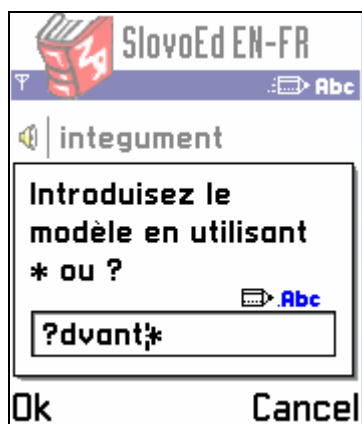 SlovoEd EN-FR
Abc
integument
Introduisez le
modèle en utilisant
* ou ?
Abc
?dvant*
Ok Cancel